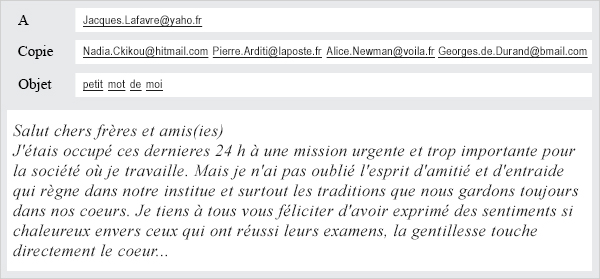 A Jacques.Lafavre@yaho.fr
Copie Nadia.Ckikou@hitmail.com Pierre.Arditi@laposte.fr Alice.Newman@voila.fr Georges.de.Durand@bmail.com
Objet petit mot de moi
Salut chers frères et amis(ies)
J'étais occupé ces dernieres 24 h à une mission urgente et trop importante pour
la société où je travaille. Mais je n'ai pas oublié l'esprit d'amitié et d'entraide
qui règne dans notre institue et surtout les traditions que nous gardons toujours
dans nos coeurs. Je tiens à tous vous féliciter d'avoir exprimé des sentiments si
chaleureux envers ceux qui ont réussi leurs examens, la gentillesse touche
directement le coeur...